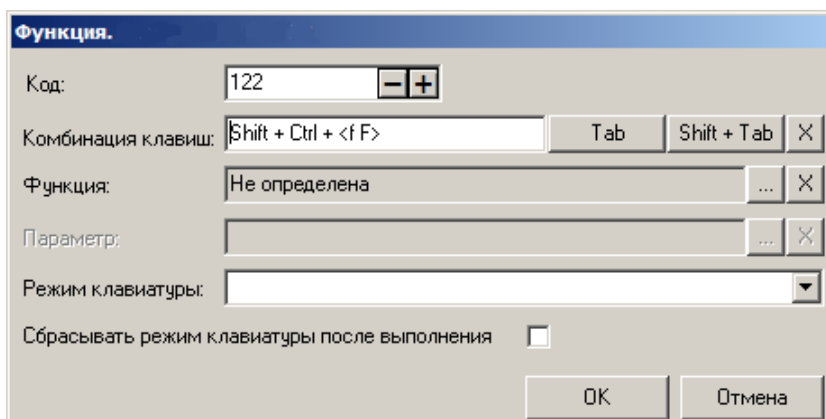 Функция.
Код: 122 − +
Комбинация клавиш: Shift + Ctrl + <f F> Tab Shift + Tab X
Функция: Не определена ... X
Параметр: ... X
Режим клавиатуры:
Сбрасывать режим клавиатуры после выполнения
OK Отмена